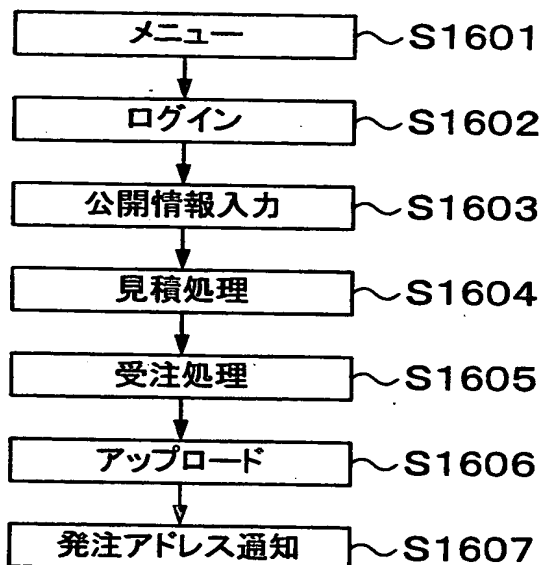 メニュー S1601
ログイン S1602
公開情報入力 S1603
見積処理 S1604
受注処理 S1605
アップロード S1606
発注アドレス通知 S1607